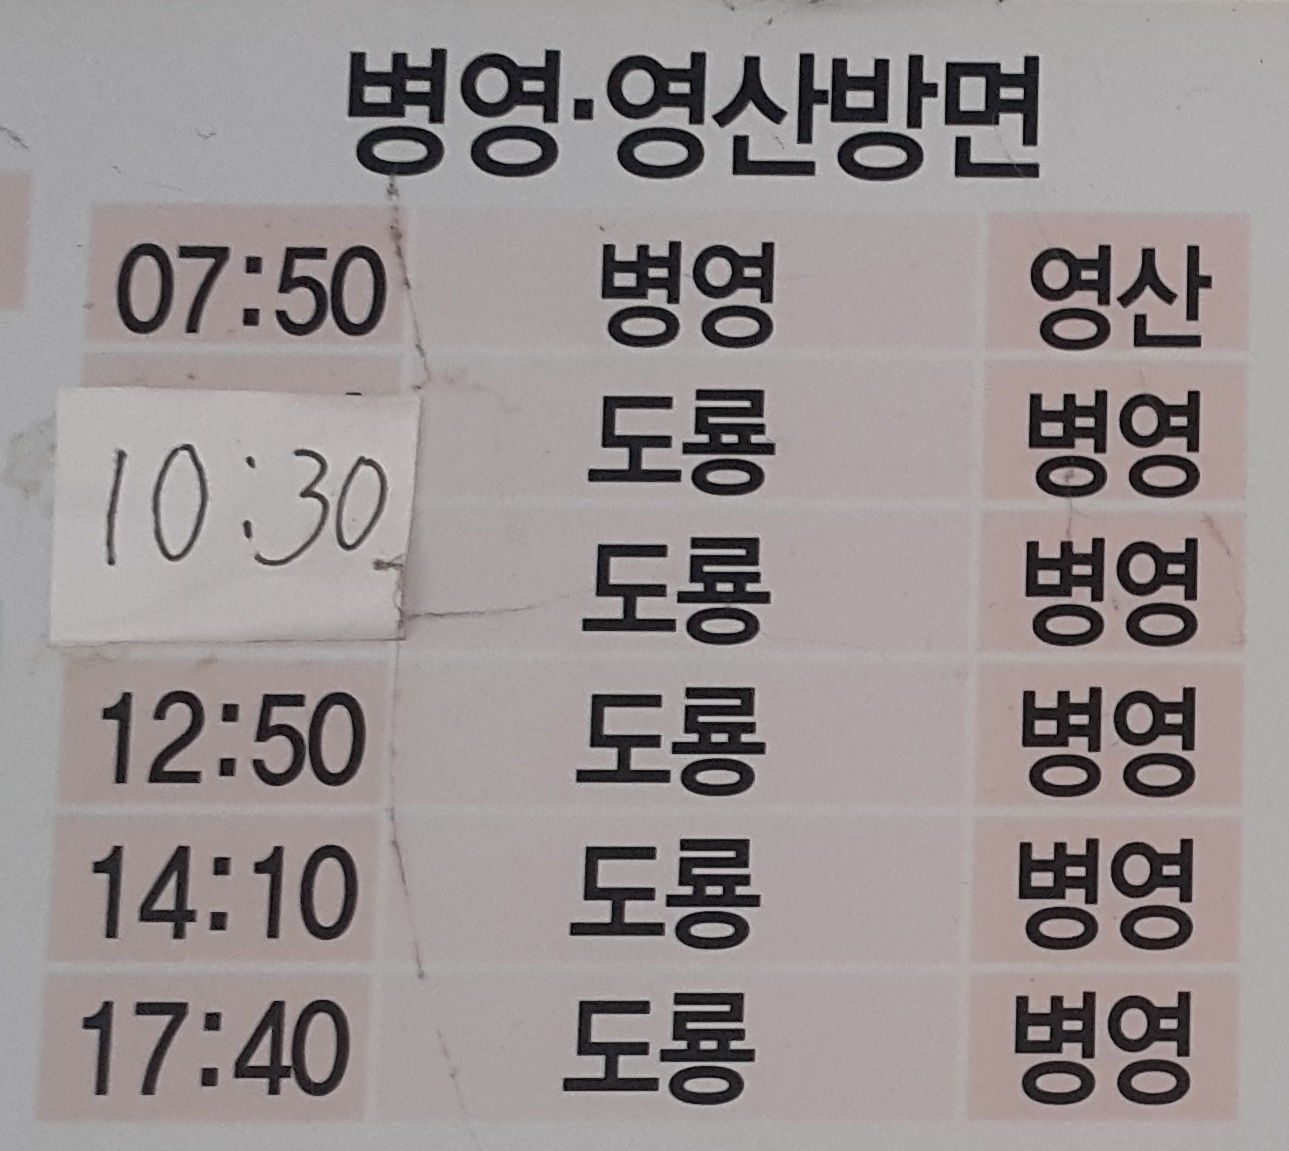 병영·영산방면
07:50 병영 영산
도룡 병영
10:30
도룡 병영
12:50 도룡 병영
14:10 도룡 병영
17:40 도룡 병영